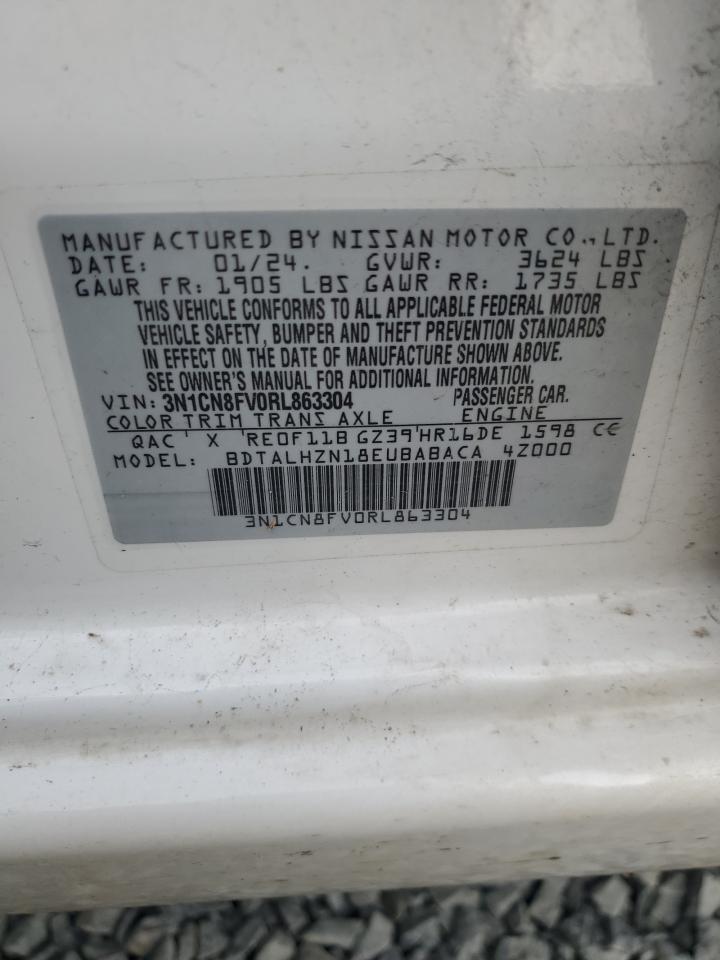 MANUFACTURED BY NISSAN MOTOR CO., LTD.
DATE: 01/24. GVWR: 3624 LBS
GAWR FR: 1905 LBS GAWR RR: 1735 LBS
THIS VEHICLE CONFORMS TO ALL APPLICABLE FEDERAL MOTOR
VEHICLE SAFETY, BUMPER AND THEFT PREVENTION STANDARDS
IN EFFECT ON THE DATE OF MANUFACTURE SHOWN ABOVE.
SEE OWNER'S MANUAL FOR ADDITIONAL INFORMATION.
VIN: 3N1CN8FV0RL863304 PASSENGER CAR.
COLOR TRIM TRANS AXLE ENGINE
QAC X RE0F11B GZ39 HR16DE 1598 CE
MODEL: BDTALHZN18EUBABACA 4Z000
3N1CN8FV0RL863304